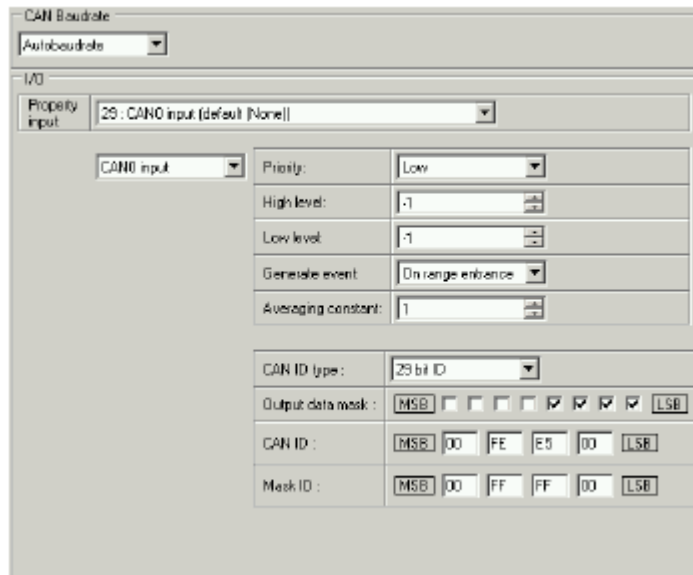 CAN Baudrate
Autobaudrate
I/O
Property input
29 : CAN0 input (default |None|)
CAN0 input
Priority:
Low
High level:
-1
Low level
-1
Generate event
On range entrance
Averaging constant:
1
CAN ID type :
29 bit ID
Output data mask :
MSB LSB
CAN ID :
MSB 00 FE E5 00 LSB
Mask ID :
MSB 00 FF FF 00 LSB